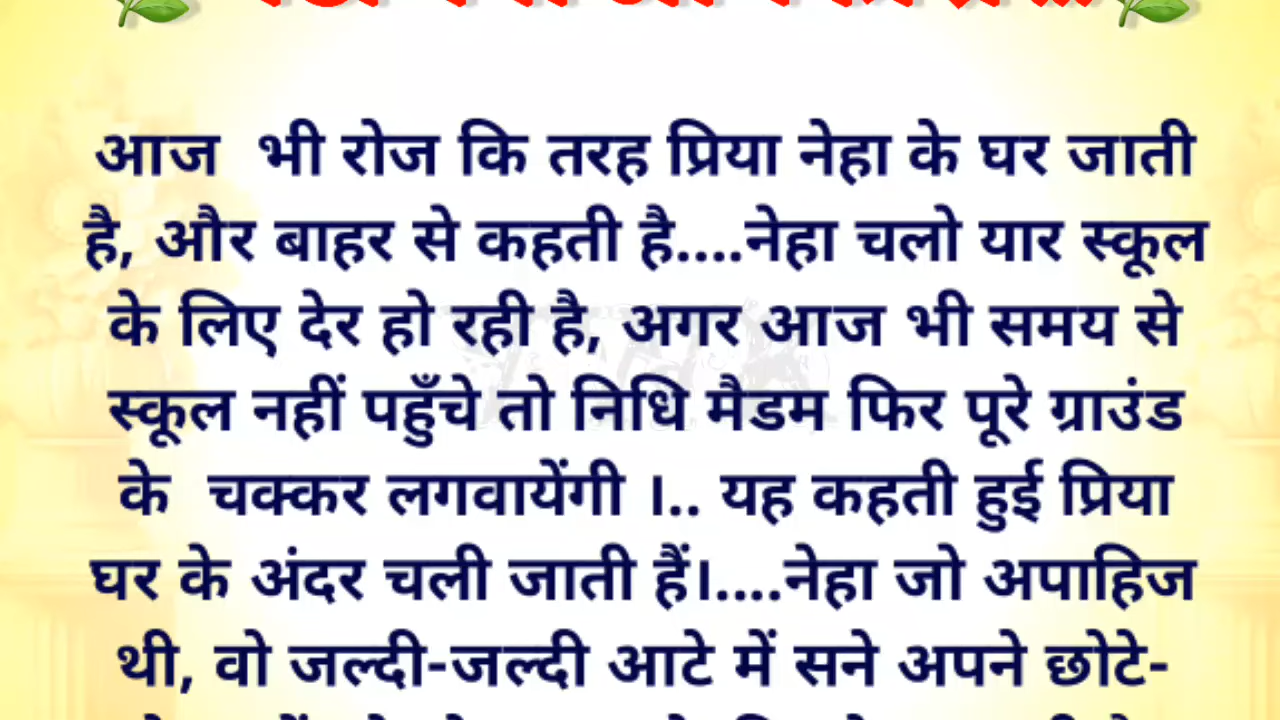 आज भी रोज कि तरह प्रिया नेहा के घर जाती
है, और बाहर से कहती है....नेहा चलो यार स्कूल
के लिए देर हो रही है, अगर आज भी समय से
स्कूल नहीं पहुँचे तो निधि मैडम फिर पूरे ग्राउंड
के चक्कर लगवायेंगी ।.. यह कहती हुई प्रिया
घर के अंदर चली जाती हैं।....नेहा जो अपाहिज
थी, वो जल्दी-जल्दी आटे में सने अपने छोटे-